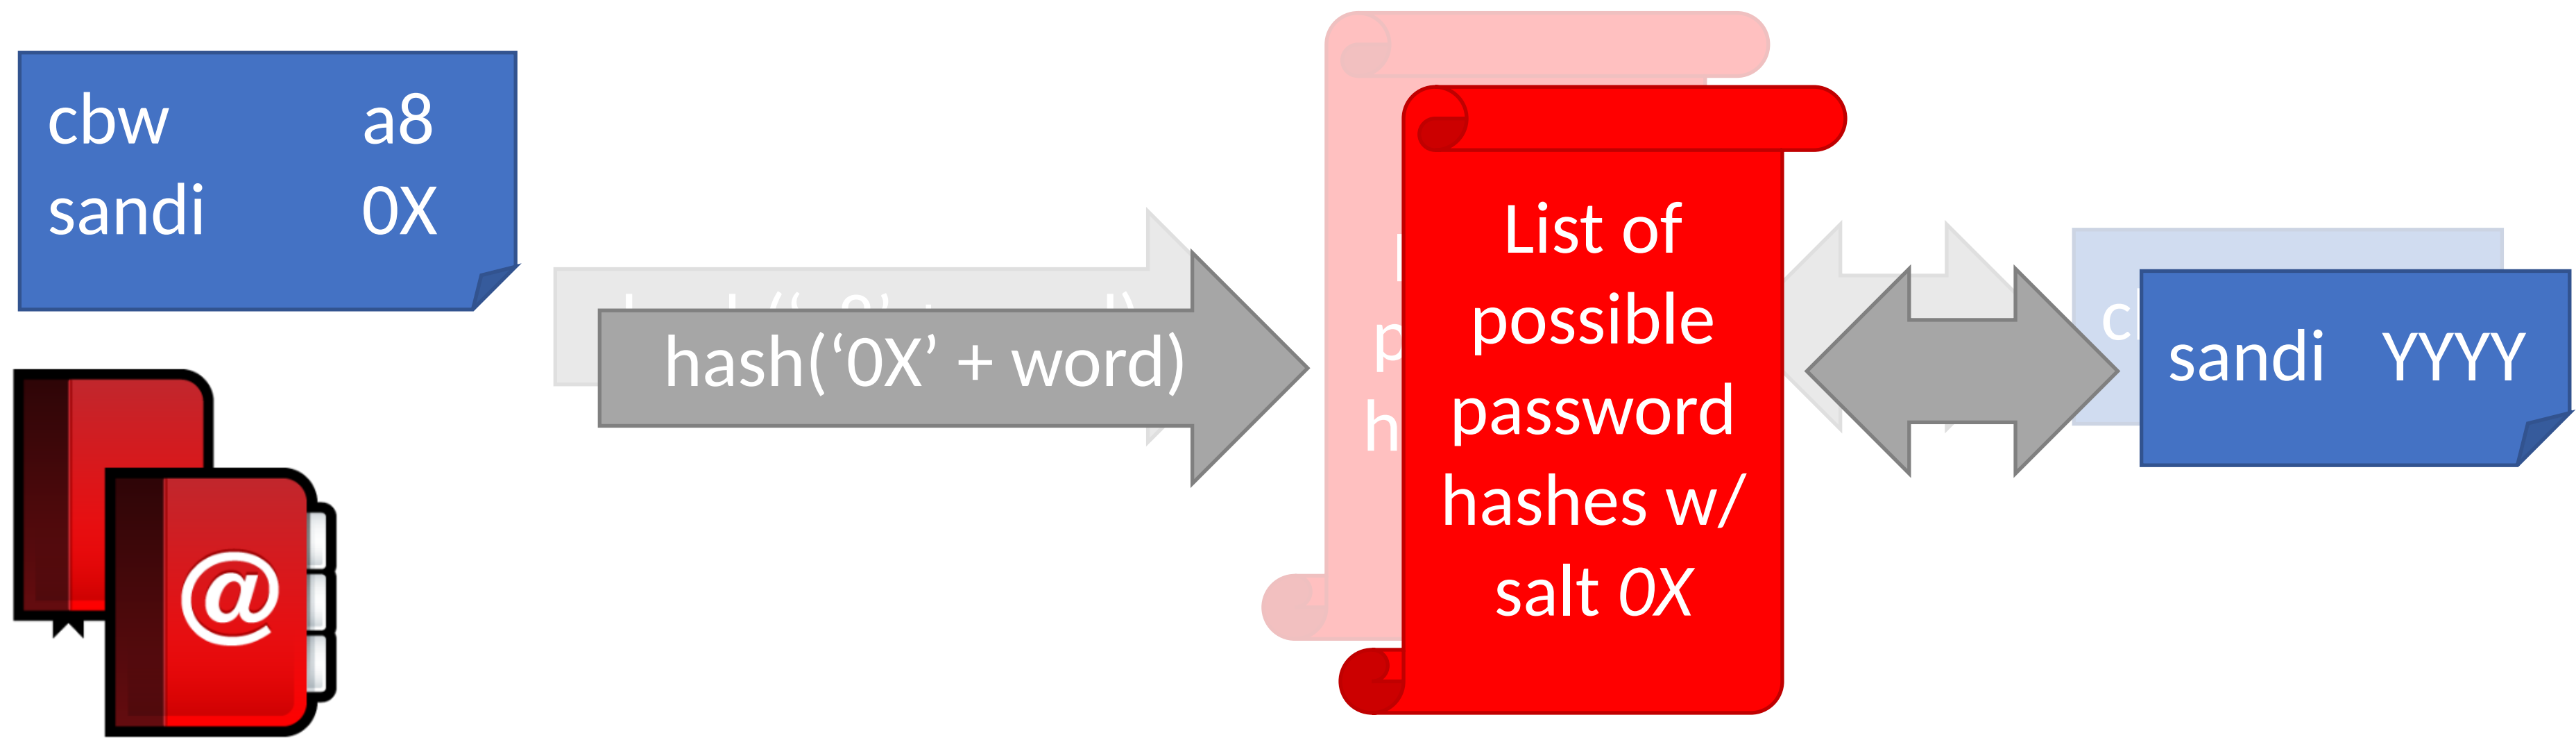 cbw a8
sandi 0X
@
hash(‘0X’ + word)
List of
possible
password
hashes w/
salt 0X
sandi YYYY